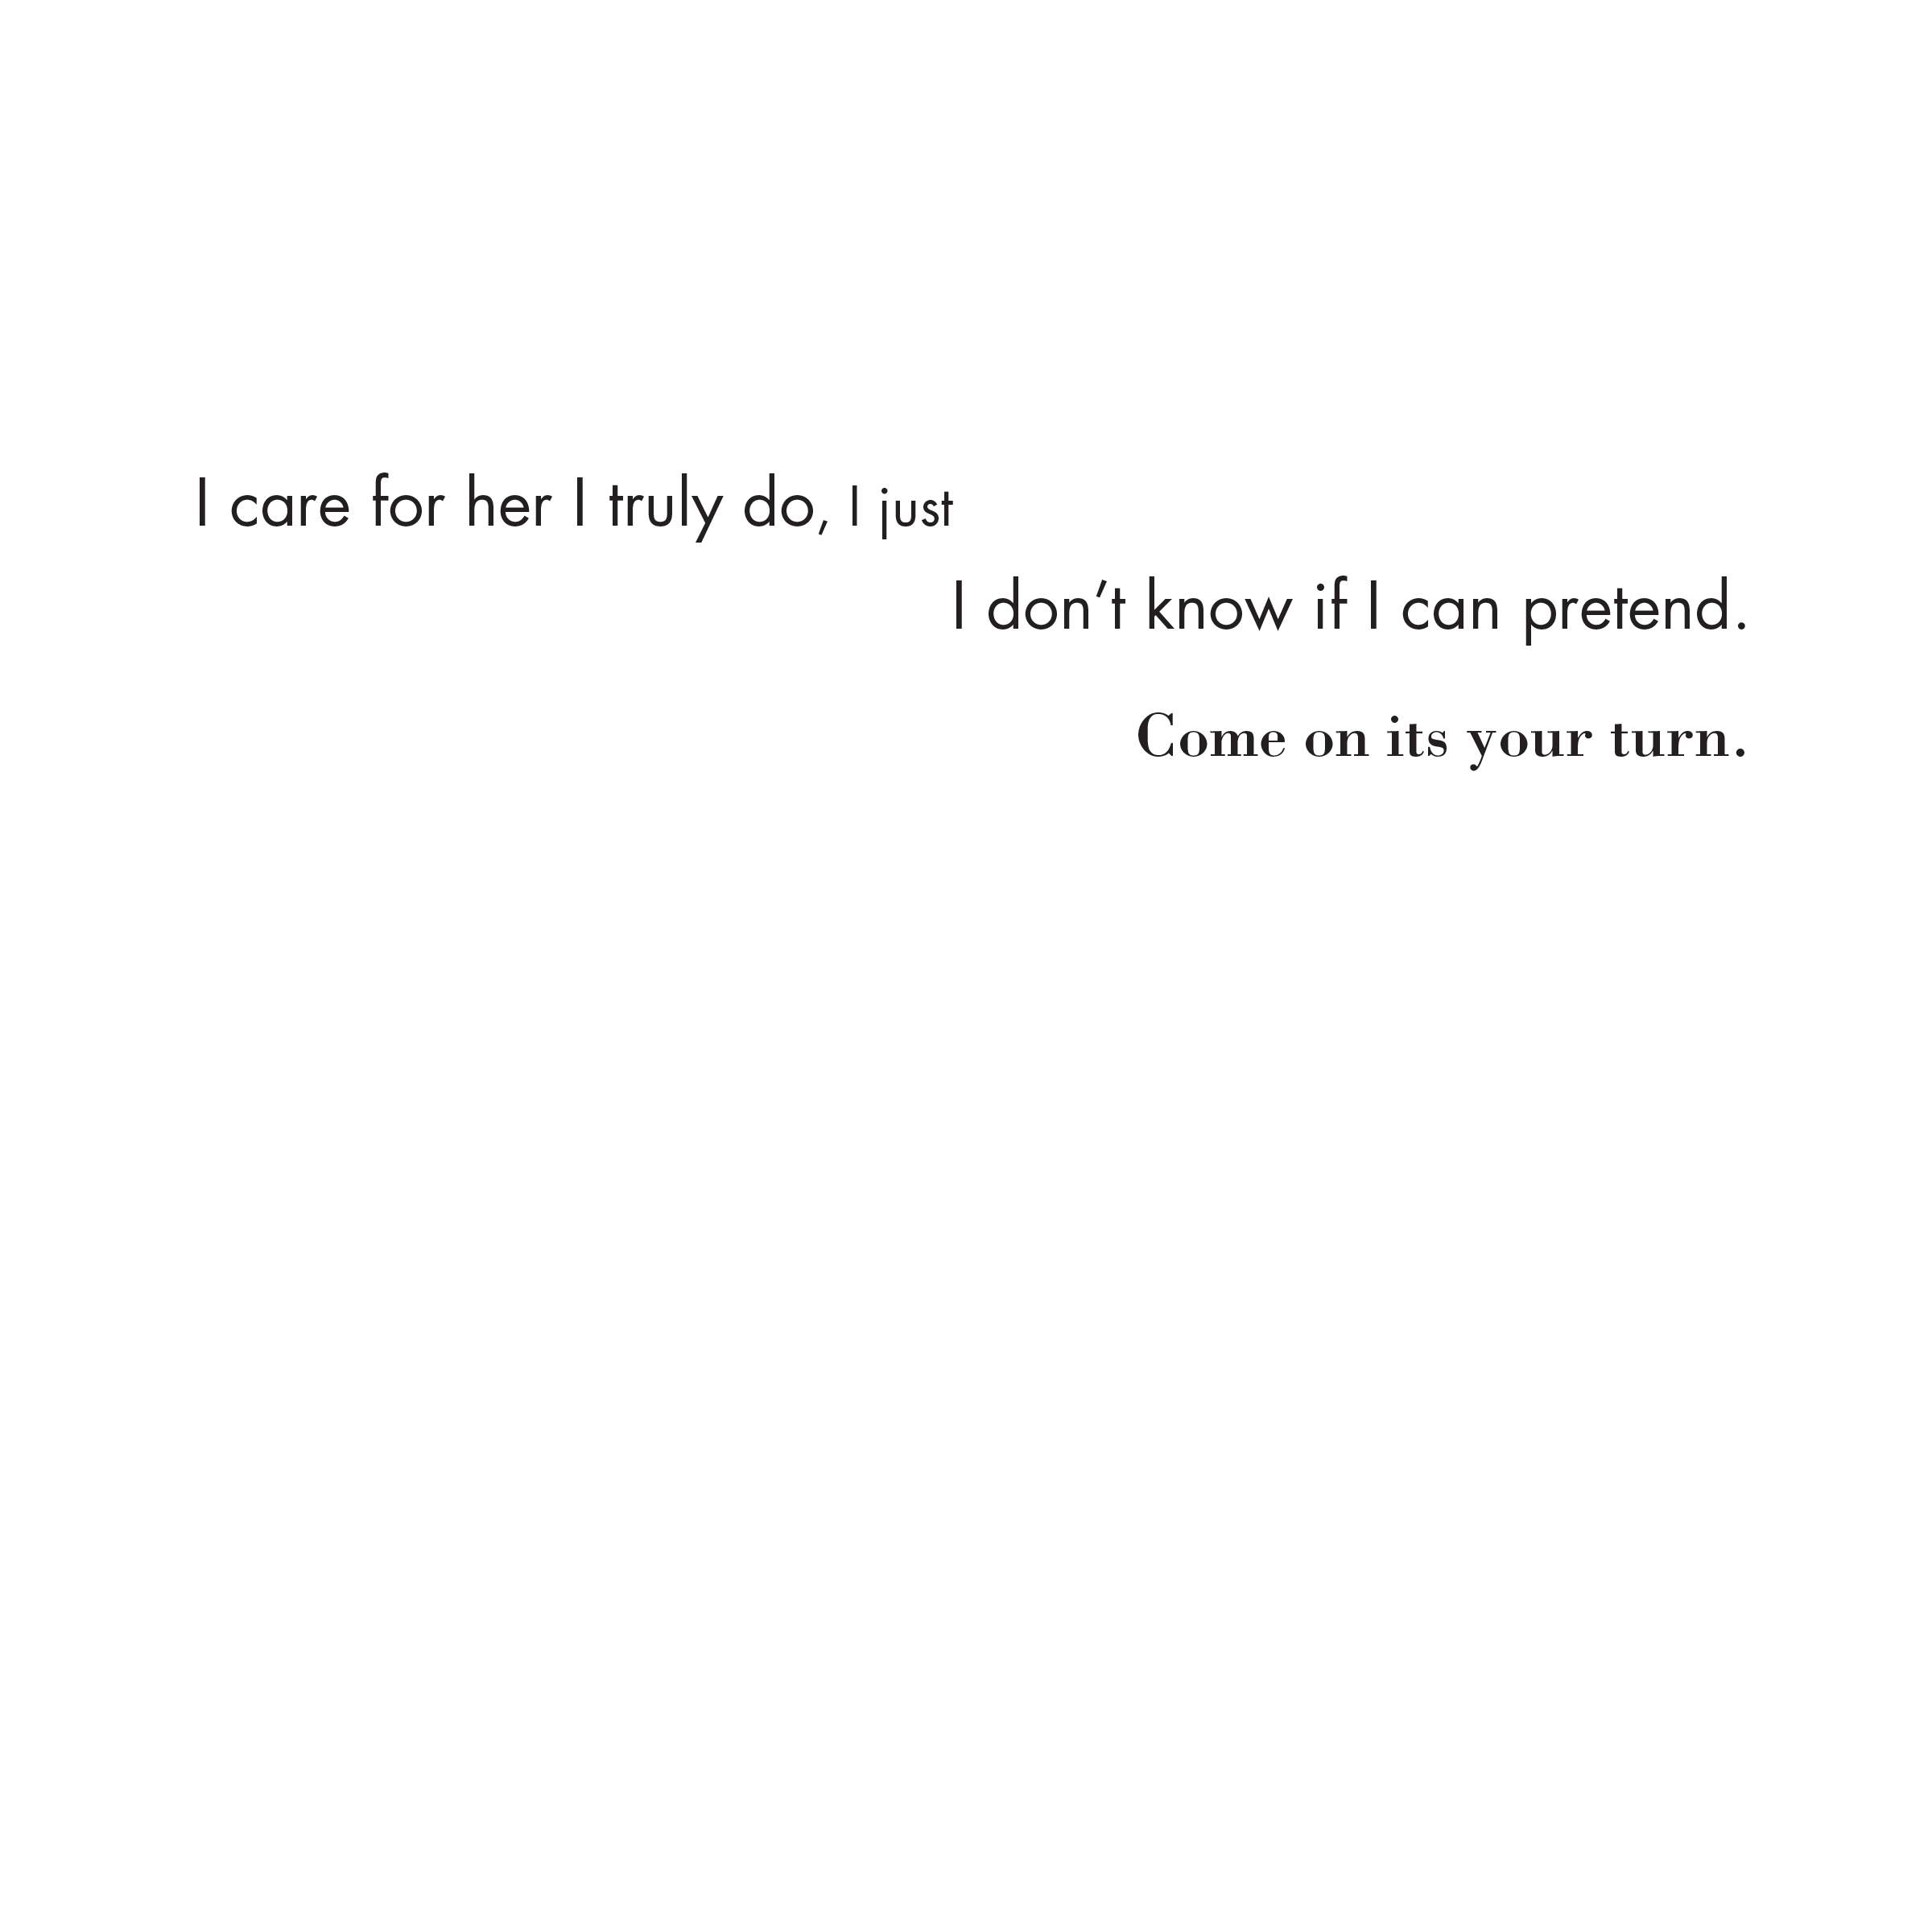 I care for her I truly do, I just
I don’t know if I can pretend.
Come on its your turn.